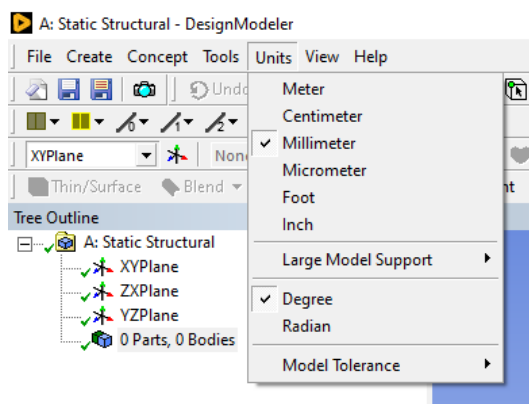 A: Static Structural - DesignModeler
File Create Concept Tools Units View Help
Meter
Centimeter
Millimeter
Micrometer
Foot
Inch
Large Model Support
Degree
Radian
Model Tolerance
XYPlane
Thin/Surface Blend
Tree Outline
A: Static Structural
XYPlane
ZXPlane
YZPlane
0 Parts, 0 Bodies